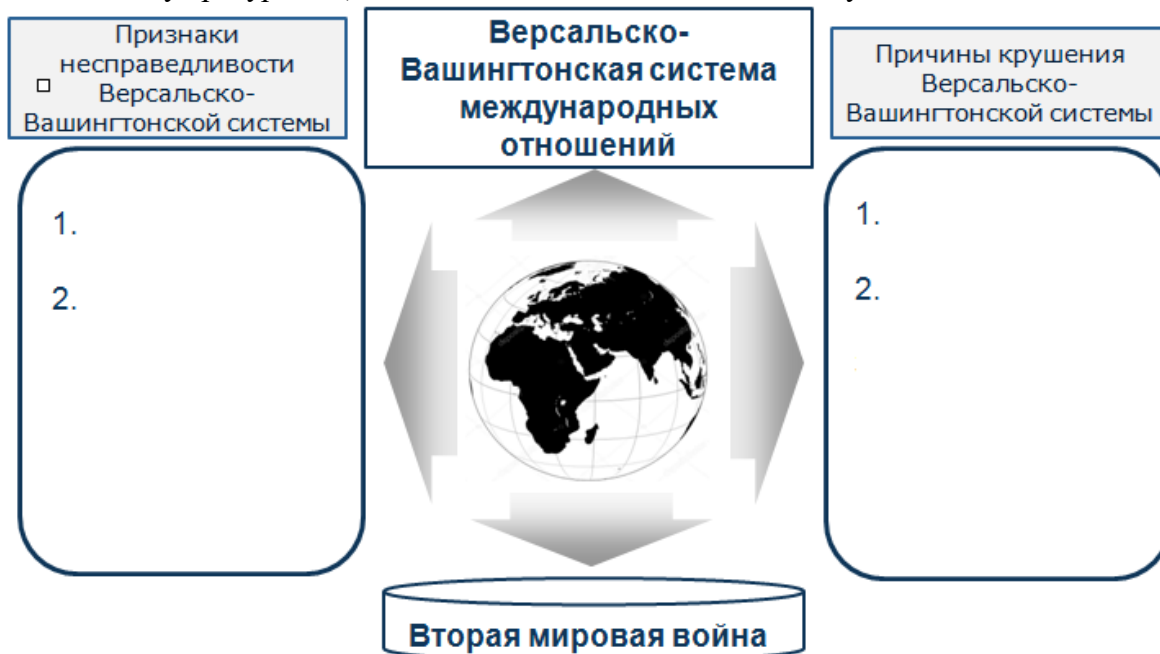 Признаки
несправедливости
Версальско-
Вашингтонской системы
1.
2.
Версальско-
Вашингтонская система
международных
отношений
Причины крушения
Версальско-
Вашингтонской системы
1.
2.
Вторая мировая война